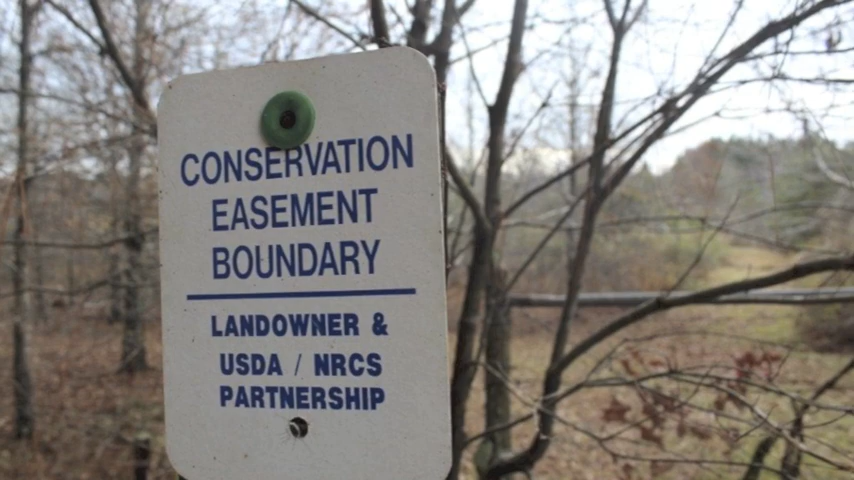 CONSERVATION
EASEMENT
BOUNDARY
LANDOWNER &
USDA / NRCS
PARTNERSHIP